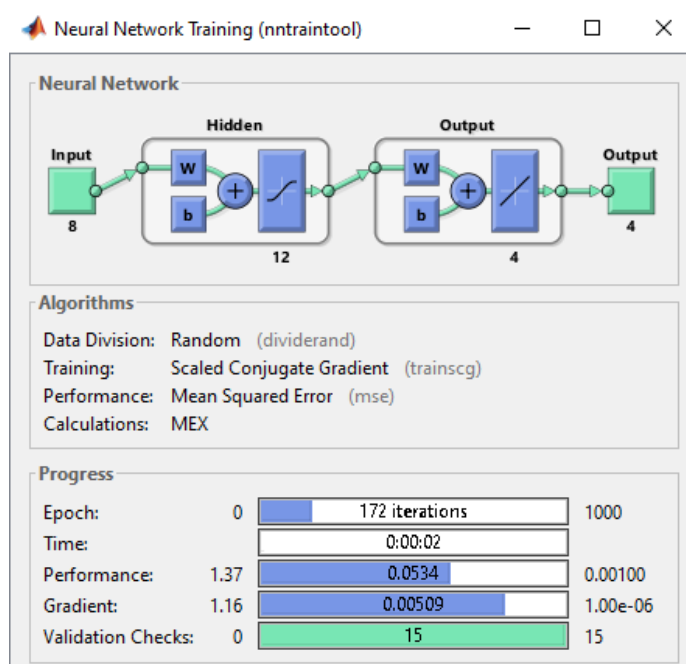 Neural Network Training (nntraintool)
Neural Network
Hidden Output
Input W b + W b + Output
8 12 4 4
Algorithms
Data Division: Random (dividerand)
Training: Scaled Conjugate Gradient (trainscg)
Performance: Mean Squared Error (mse)
Calculations: MEX
Progress
Epoch: 0 172 iterations 1000
Time: 0:00:02
Performance: 1.37 0.0534 0.00100
Gradient: 1.16 0.00509 1.00e-06
Validation Checks: 0 15 15